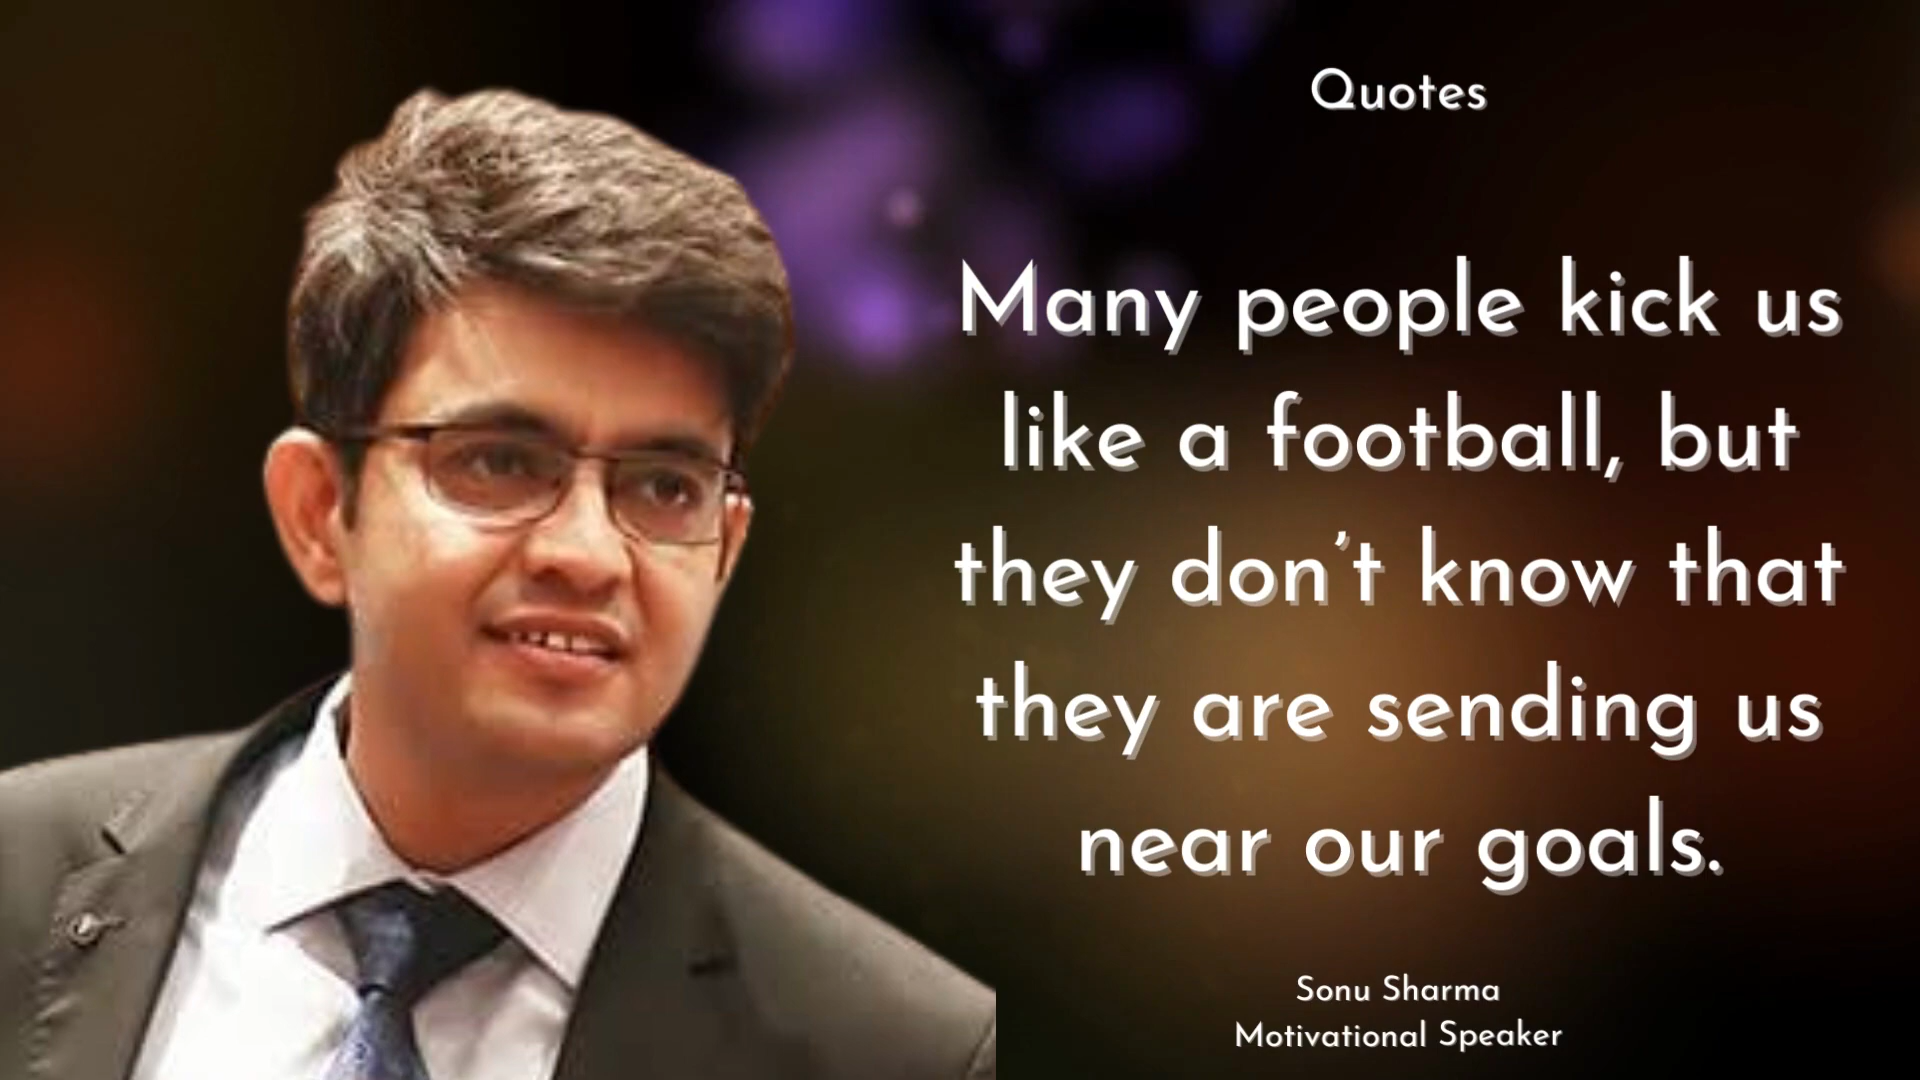 Quotes
Many people kick us
like a football, but
they don't know that
they are sending us
near our goals.
Sonu Sharma
Motivational Speaker